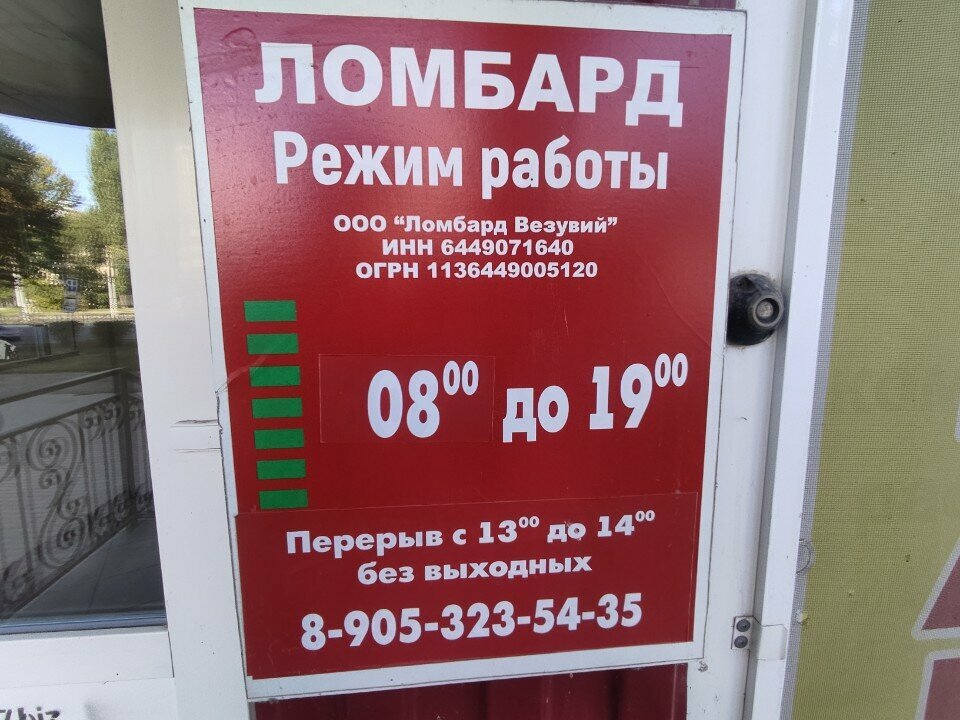 ЛОМБАРД
Режим работы
ООО "Ломбард Везувий"
ИНН 6449071640
ОГРН 1136449005120
08⁰⁰ до 19⁰⁰
Перерыв с 13⁰⁰ до 14⁰⁰
без выходных
8-905-323-54-35